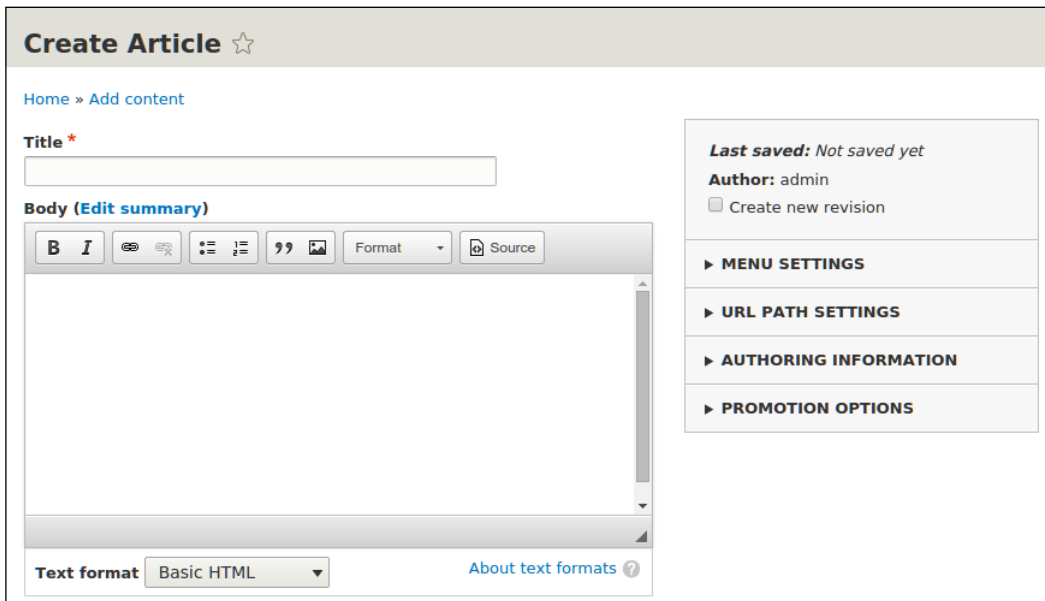 Create Article
Home » Add content
Title *
Body (Edit summary)
B I Format Source
Text format Basic HTML
About text formats ?
Last saved: Not saved yet
Author: admin
Create new revision
MENU SETTINGS
URL PATH SETTINGS
AUTHORING INFORMATION
PROMOTION OPTIONS